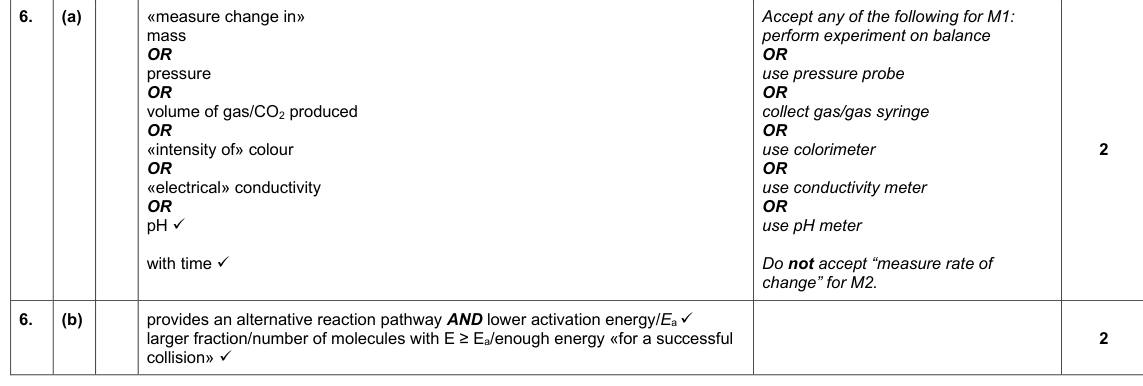 6. (a) «measure change in» Accept any of the following for M1:
mass perform experiment on balance
OR OR
pressure use pressure probe
OR OR
volume of gas/CO₂ produced collect gas/gas syringe
OR OR
«intensity of» colour use colorimeter 2
OR OR
«electrical» conductivity use conductivity meter
OR OR
pH ✓ use pH meter
with time ✓ Do not accept “measure rate of
change” for M2.
6. (b) provides an alternative reaction pathway AND lower activation energy/Eₐ ✓
larger fraction/number of molecules with E ≥ Eₐ/enough energy «for a successful 2
collision» ✓